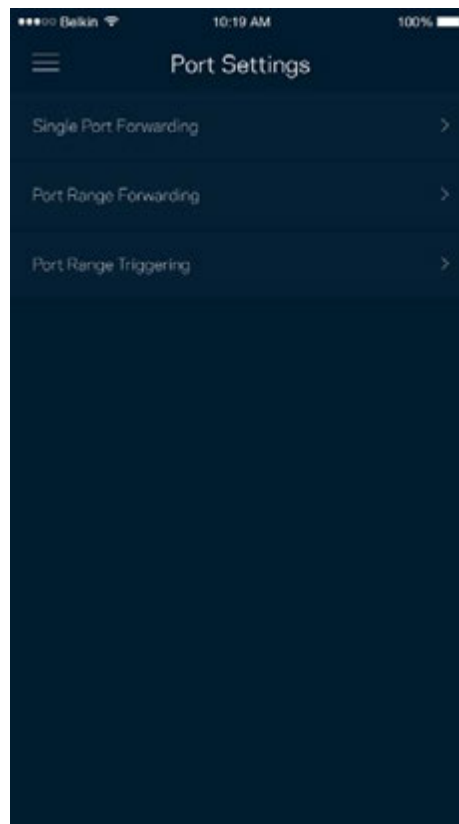 Belkin 10:19 AM 100%
Port Settings
Single Port Forwarding
Port Range Forwarding
Port Range Triggering